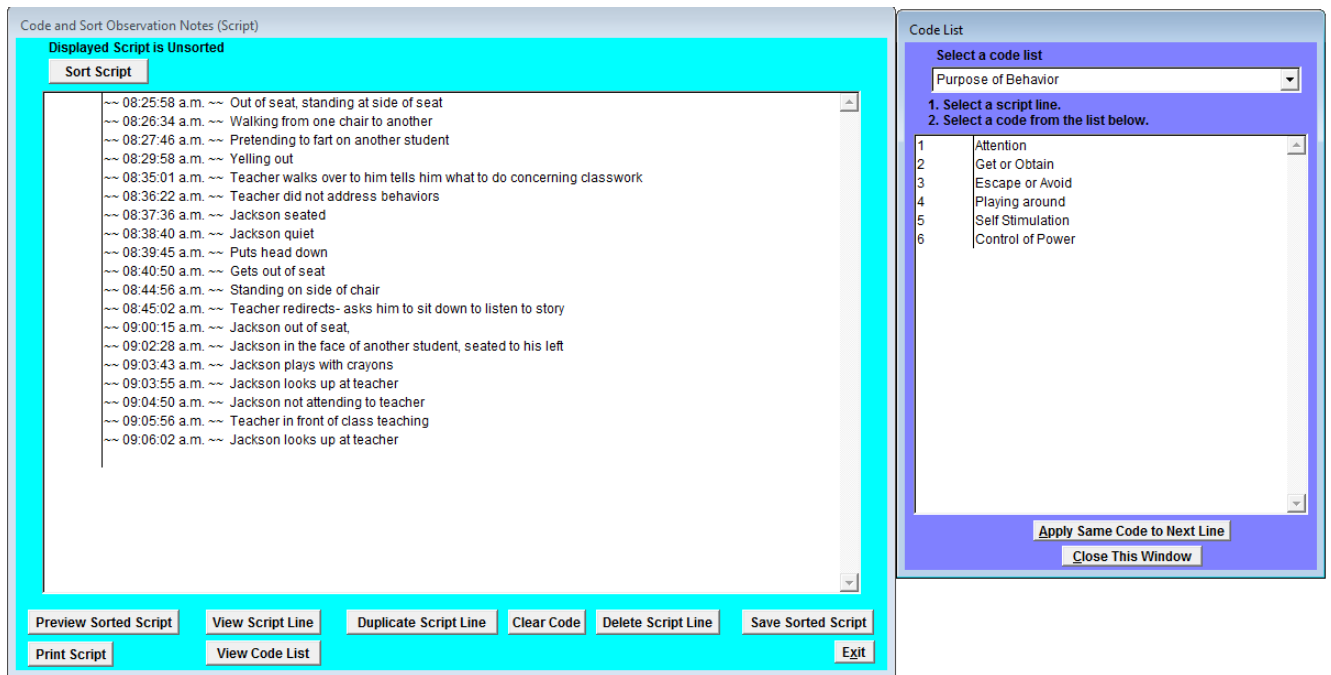 Code and Sort Observation Notes (Script)
Displayed Script is Unsorted
Sort Script
~~ 08:25:58 a.m. ~~ Out of seat, standing at side of seat
~~ 08:26:34 a.m. ~~ Walking from one chair to another
~~ 08:27:46 a.m. ~~ Pretending to fart on another student
~~ 08:29:58 a.m. ~~ Yelling out
~~ 08:35:01 a.m. ~~ Teacher walks over to him tells him what to do concerning classwork
~~ 08:36:22 a.m. ~~ Teacher did not address behaviors
~~ 08:37:36 a.m. ~~ Jackson seated
~~ 08:38:40 a.m. ~~ Jackson quiet
~~ 08:39:45 a.m. ~~ Puts head down
~~ 08:40:50 a.m. ~~ Gets out of seat
~~ 08:44:56 a.m. ~~ Standing on side of chair
~~ 08:45:02 a.m. ~~ Teacher redirects- asks him to sit down to listen to story
~~ 09:00:15 a.m. ~~ Jackson out of seat,
~~ 09:02:28 a.m. ~~ Jackson in the face of another student, seated to his left
~~ 09:03:43 a.m. ~~ Jackson plays with crayons
~~ 09:03:55 a.m. ~~ Jackson looks up at teacher
~~ 09:04:50 a.m. ~~ Jackson not attending to teacher
~~ 09:05:56 a.m. ~~ Teacher in front of class teaching
~~ 09:06:02 a.m. ~~ Jackson looks up at teacher
Preview Sorted Script View Script Line Duplicate Script Line Clear Code Delete Script Line Save Sorted Script
Print Script View Code List Exit
Code List
Select a code list
Purpose of Behavior
1. Select a script line.
2. Select a code from the list below.
1 Attention
2 Get or Obtain
3 Escape or Avoid
4 Playing around
5 Self Stimulation
6 Control of Power
Apply Same Code to Next Line
Close This Window